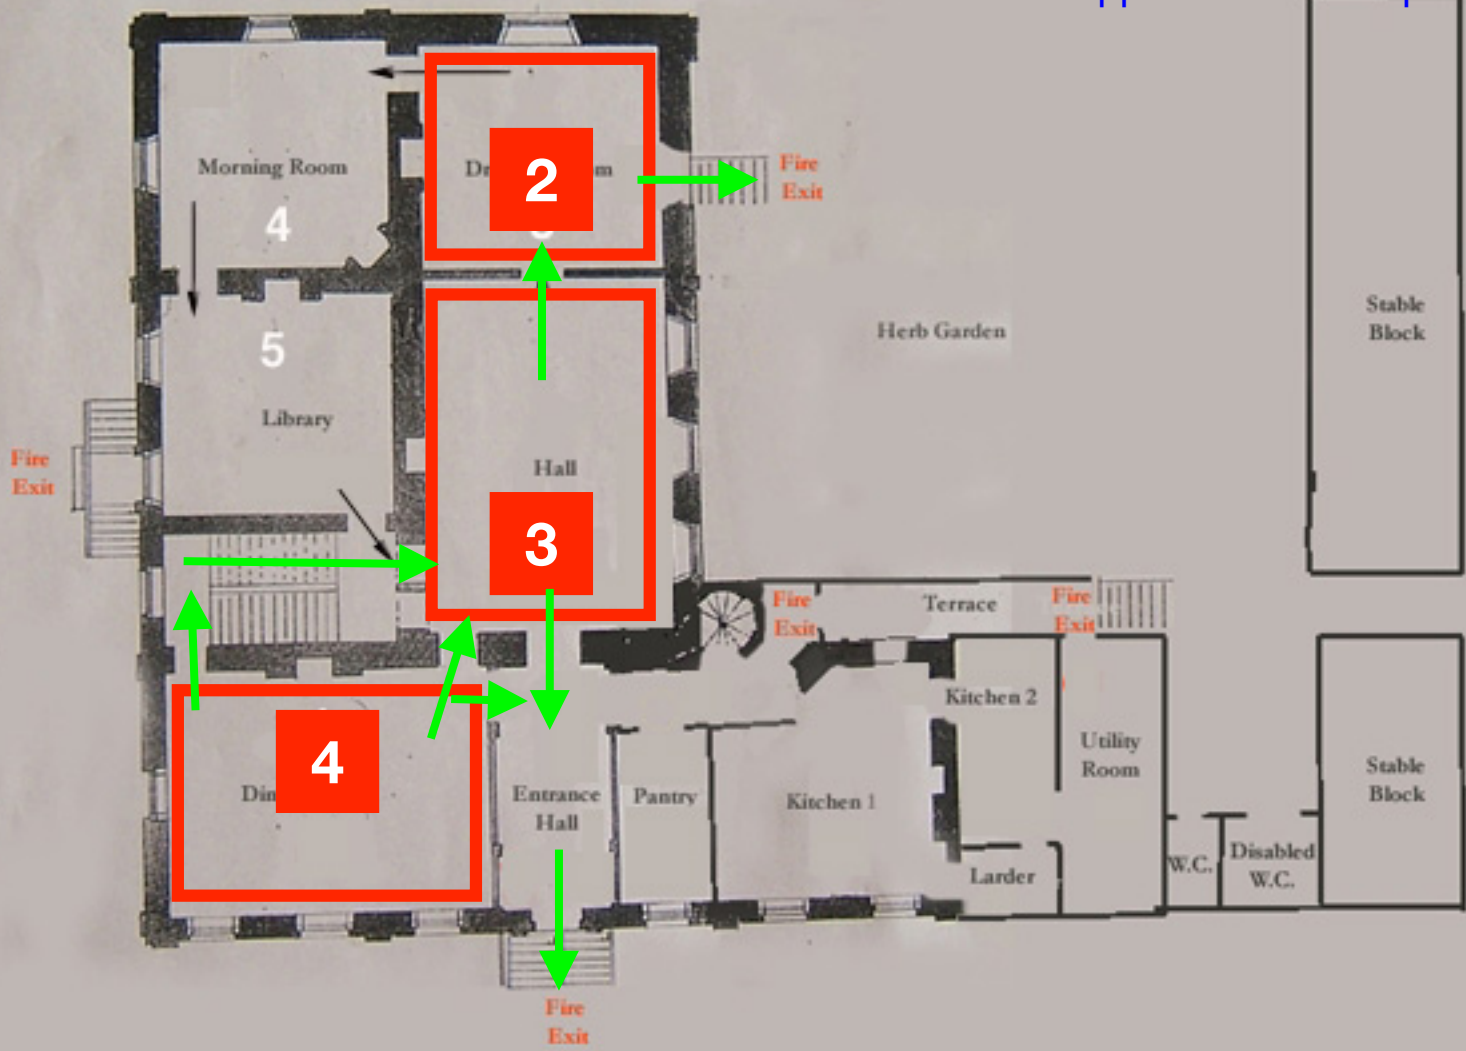 Morning Room
4
2
Fire
Exit
5
Library
Herb Garden
Stable
Block
Fire
Exit
Hall
3
Fire
Exit
Terrace
Fire
Exit
Kitchen 2
4
Entrance
Hall
Pantry
Kitchen 1
Utility
Room
Stable
Block
Larder
W.C.
Disabled
W.C.
Fire
Exit